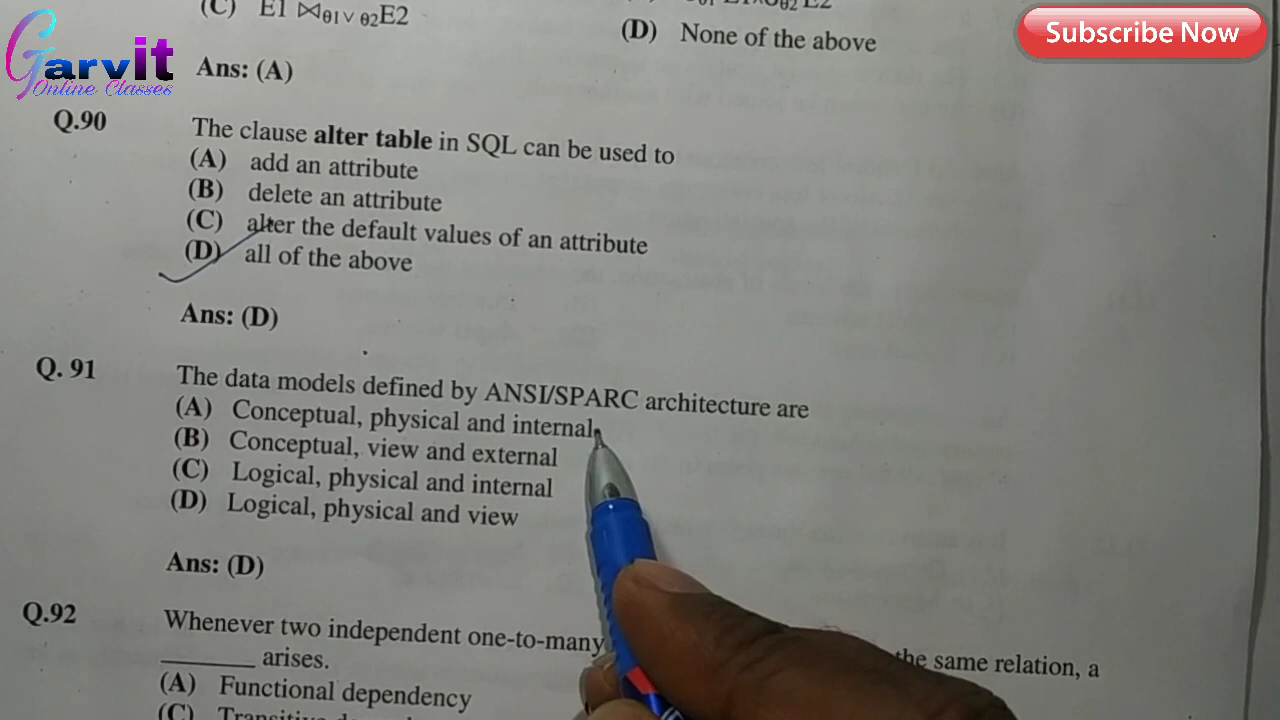 Garvit
Online Classes
Subscribe Now
(C) E1 ⋈θ1∨ θ2E2
(D) None of the above
Ans: (A)
Q.90 The clause alter table in SQL can be used to
(A) add an attribute
(B) delete an attribute
(C) alter the default values of an attribute
(D) all of the above
Ans: (D)
Q. 91 The data models defined by ANSI/SPARC architecture are
(A) Conceptual, physical and internal
(B) Conceptual, view and external
(C) Logical, physical and internal
(D) Logical, physical and view
Ans: (D)
Q.92 Whenever two independent one-to-many the same relation, a
_______ arises.
(A) Functional dependency
(C)